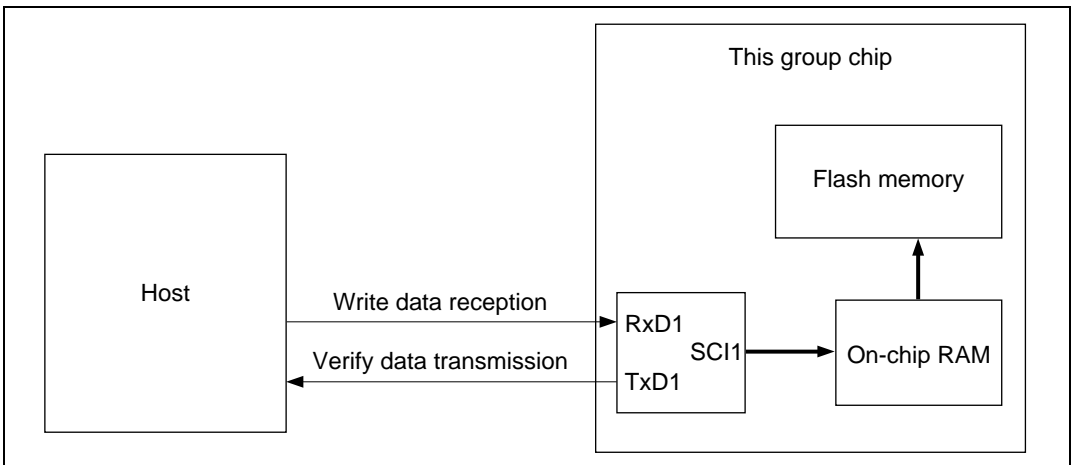 This group chip
Flash memory
Host
Write data reception
RxD1
SCI1
On-chip RAM
Verify data transmission
TxD1